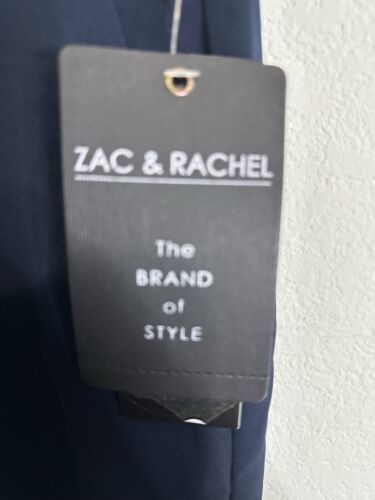 ZAC & RACHEL
The
BRAND
of
STYLE